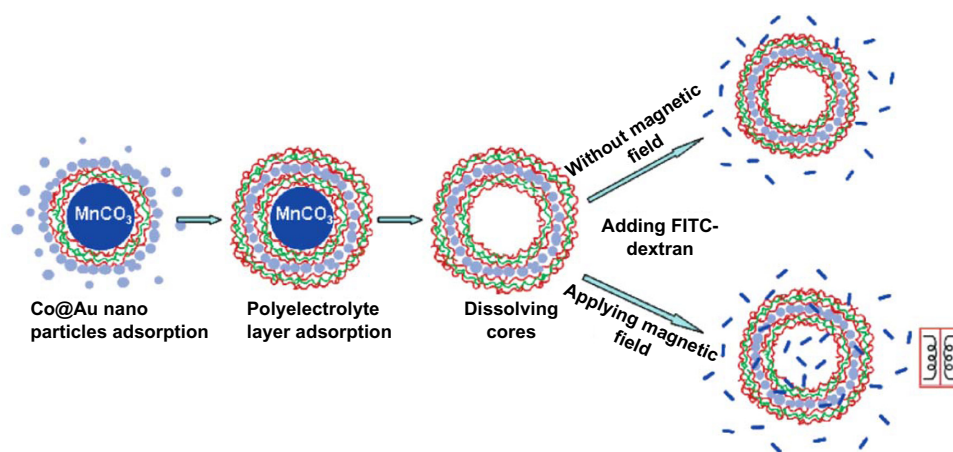 MnCO₃
Co@Au nano
particles adsorption
MnCO₃
Polyelectrolyte
layer adsorption
Dissolving
cores
Without magnetic
field
Adding FITC-
dextran
Applying magnetic
field